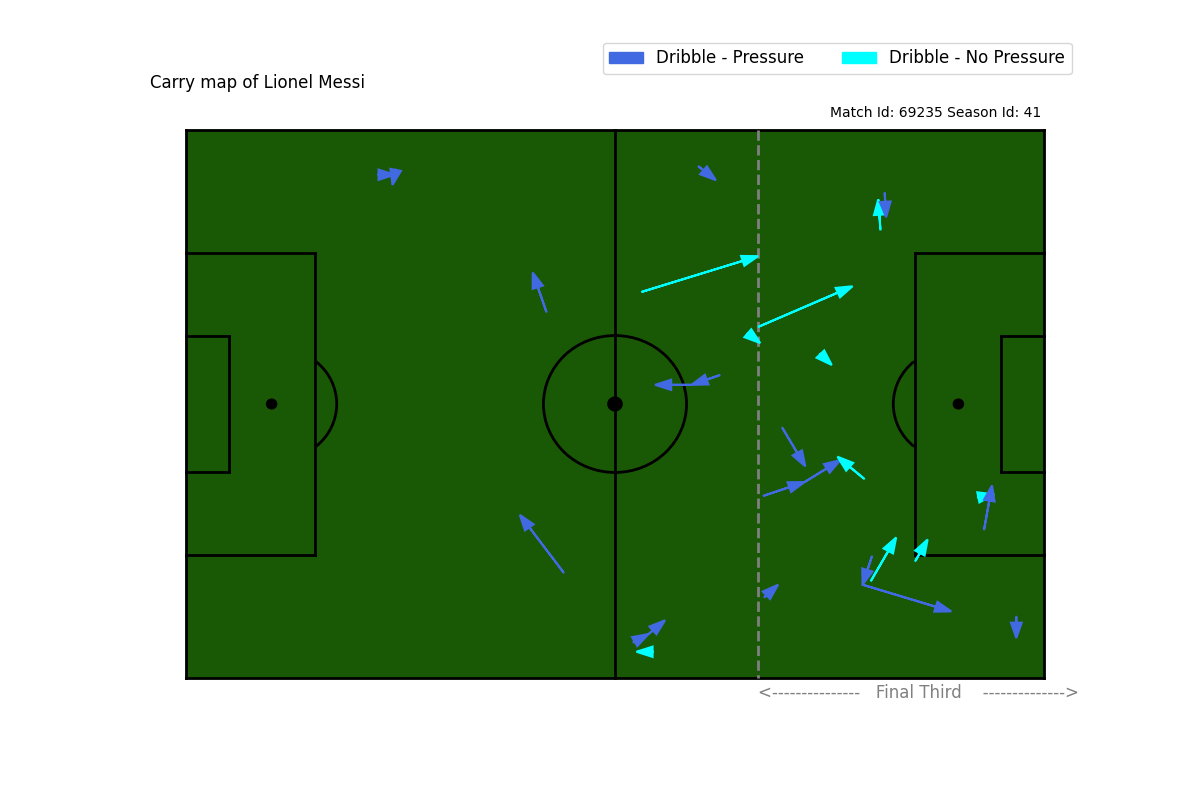 Dribble - Pressure Dribble - No Pressure
Carry map of Lionel Messi
Match Id: 69235 Season Id: 41
<--------------- Final Third -------------->